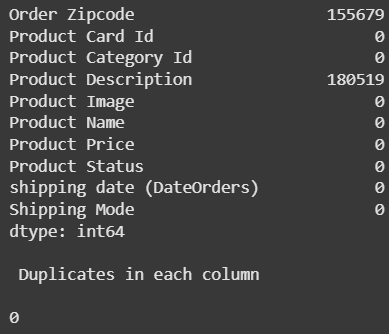 Order Zipcode 155679
Product Card Id 0
Product Category Id 0
Product Description 180519
Product Image 0
Product Name 0
Product Price 0
Product Status 0
shipping date (DateOrders) 0
Shipping Mode 0
dtype: int64
Duplicates in each column
0